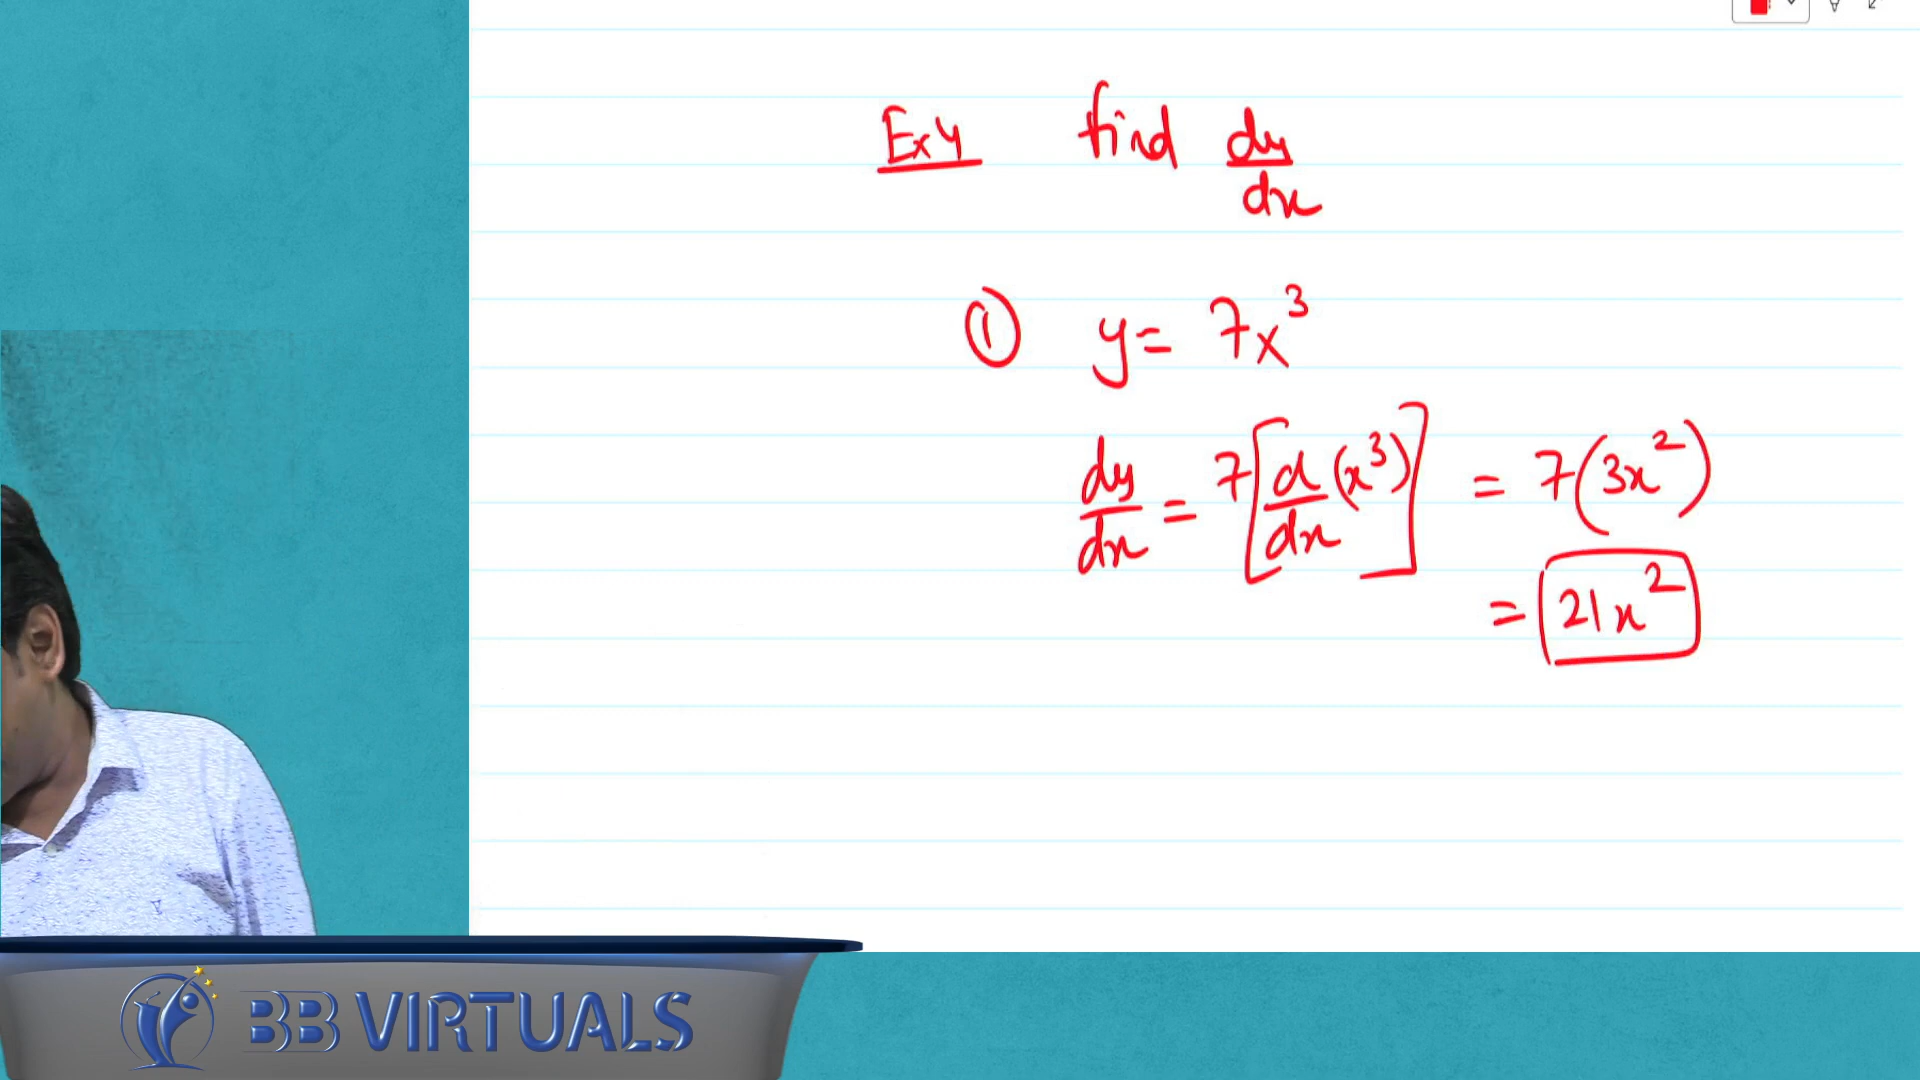 Ex 4 find dy/dx
① y = 7x³
dy/dx = 7[d/dx (x³)] = 7(3x²)
= 21x²
BB VIRTUALS